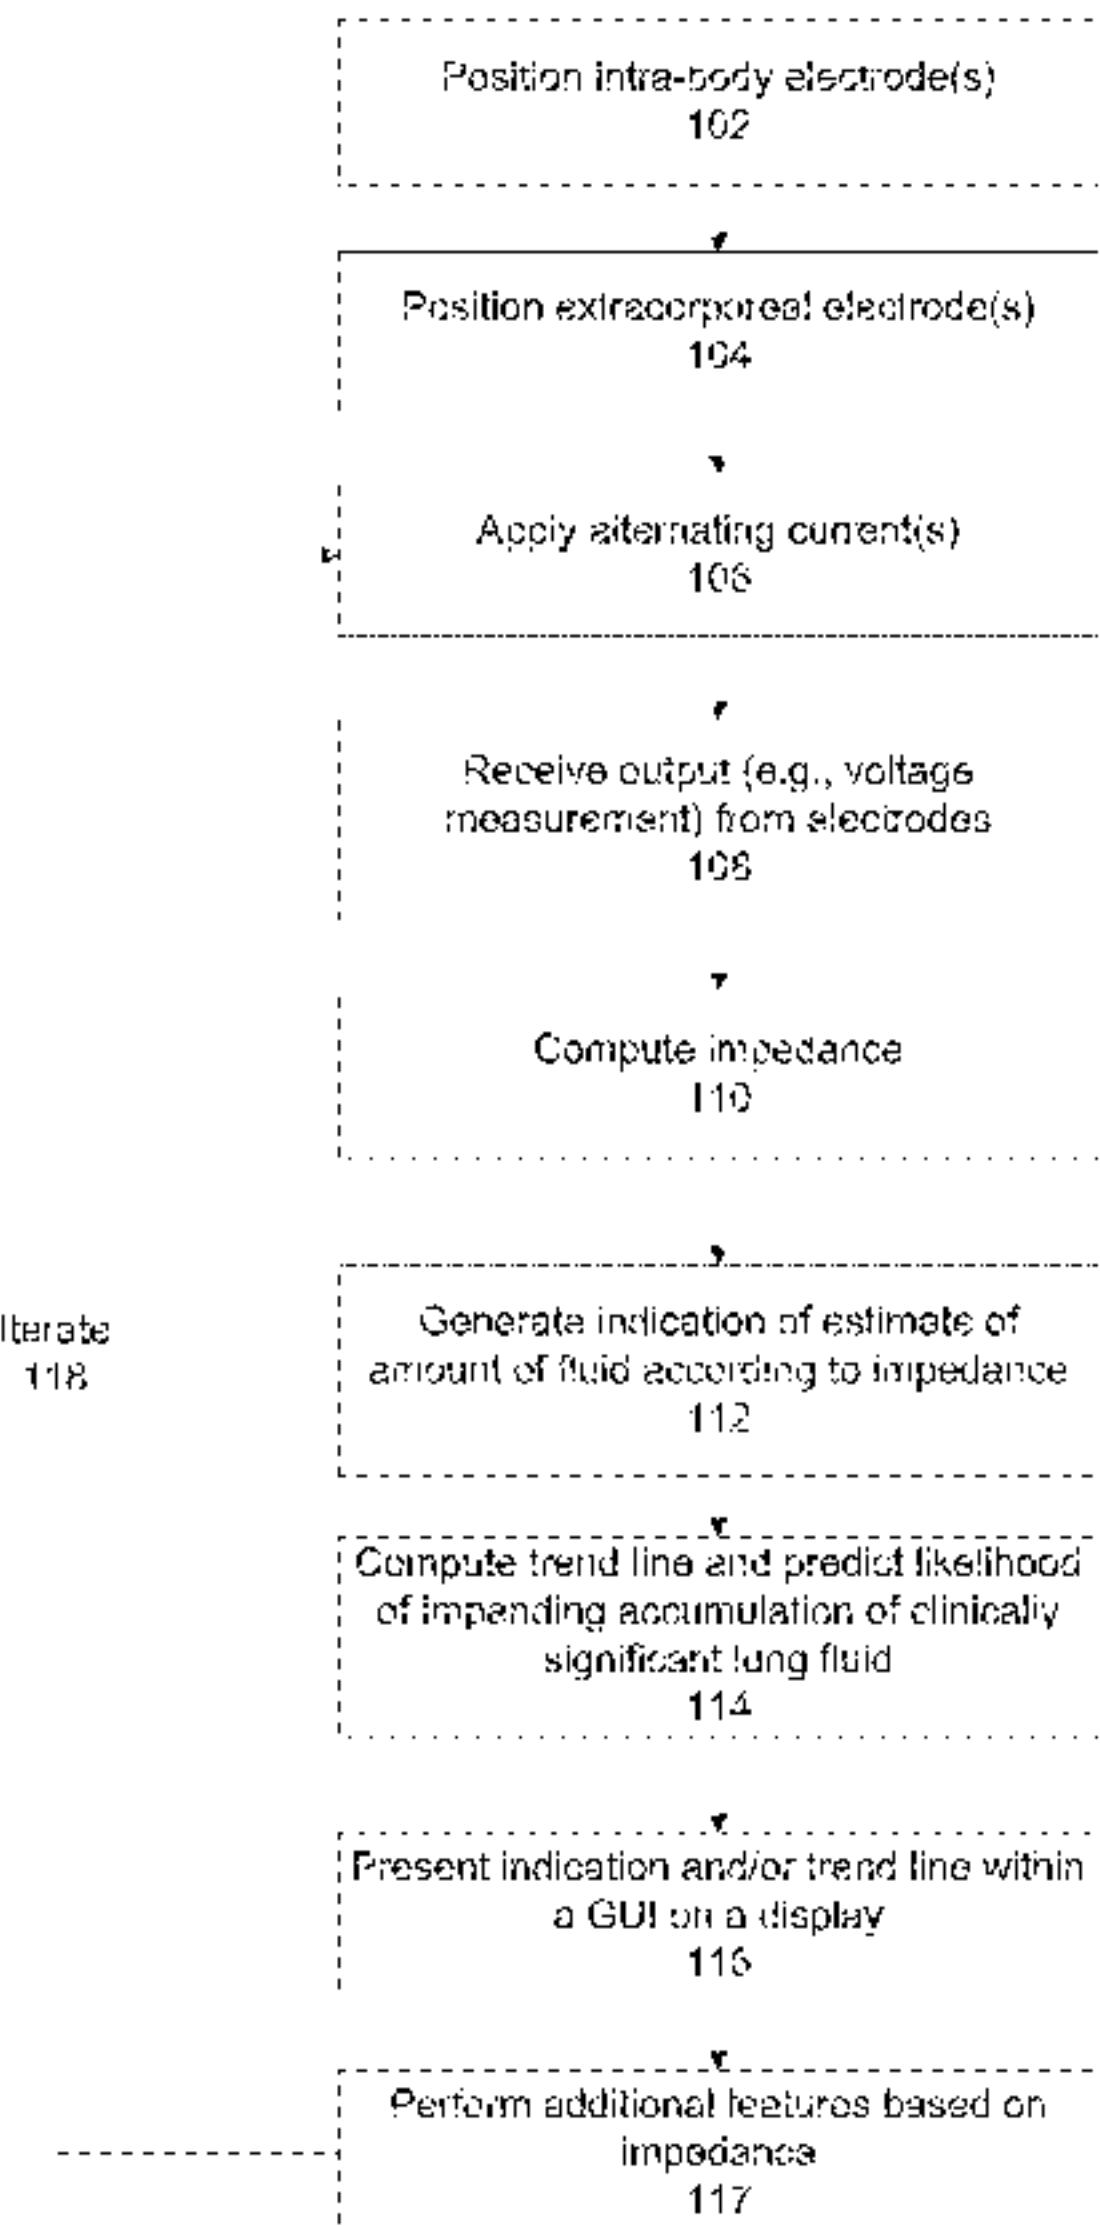 Position intra-body electrode(s)
102
Position extracorporeal electrode(s)
104
Apply alternating current(s)
106
Receive output (e.g., voltage
measurement) from electrodes
108
Compute impedance
110
Iterate
118
Generate indication of estimate of
amount of fluid according to impedance
112
Compute trend line and predict likelihood
of impending accumulation of clinically
significant lung fluid
114
Present indication and/or trend line within
a GUI on a display
116
Perform additional features based on
impedance
117